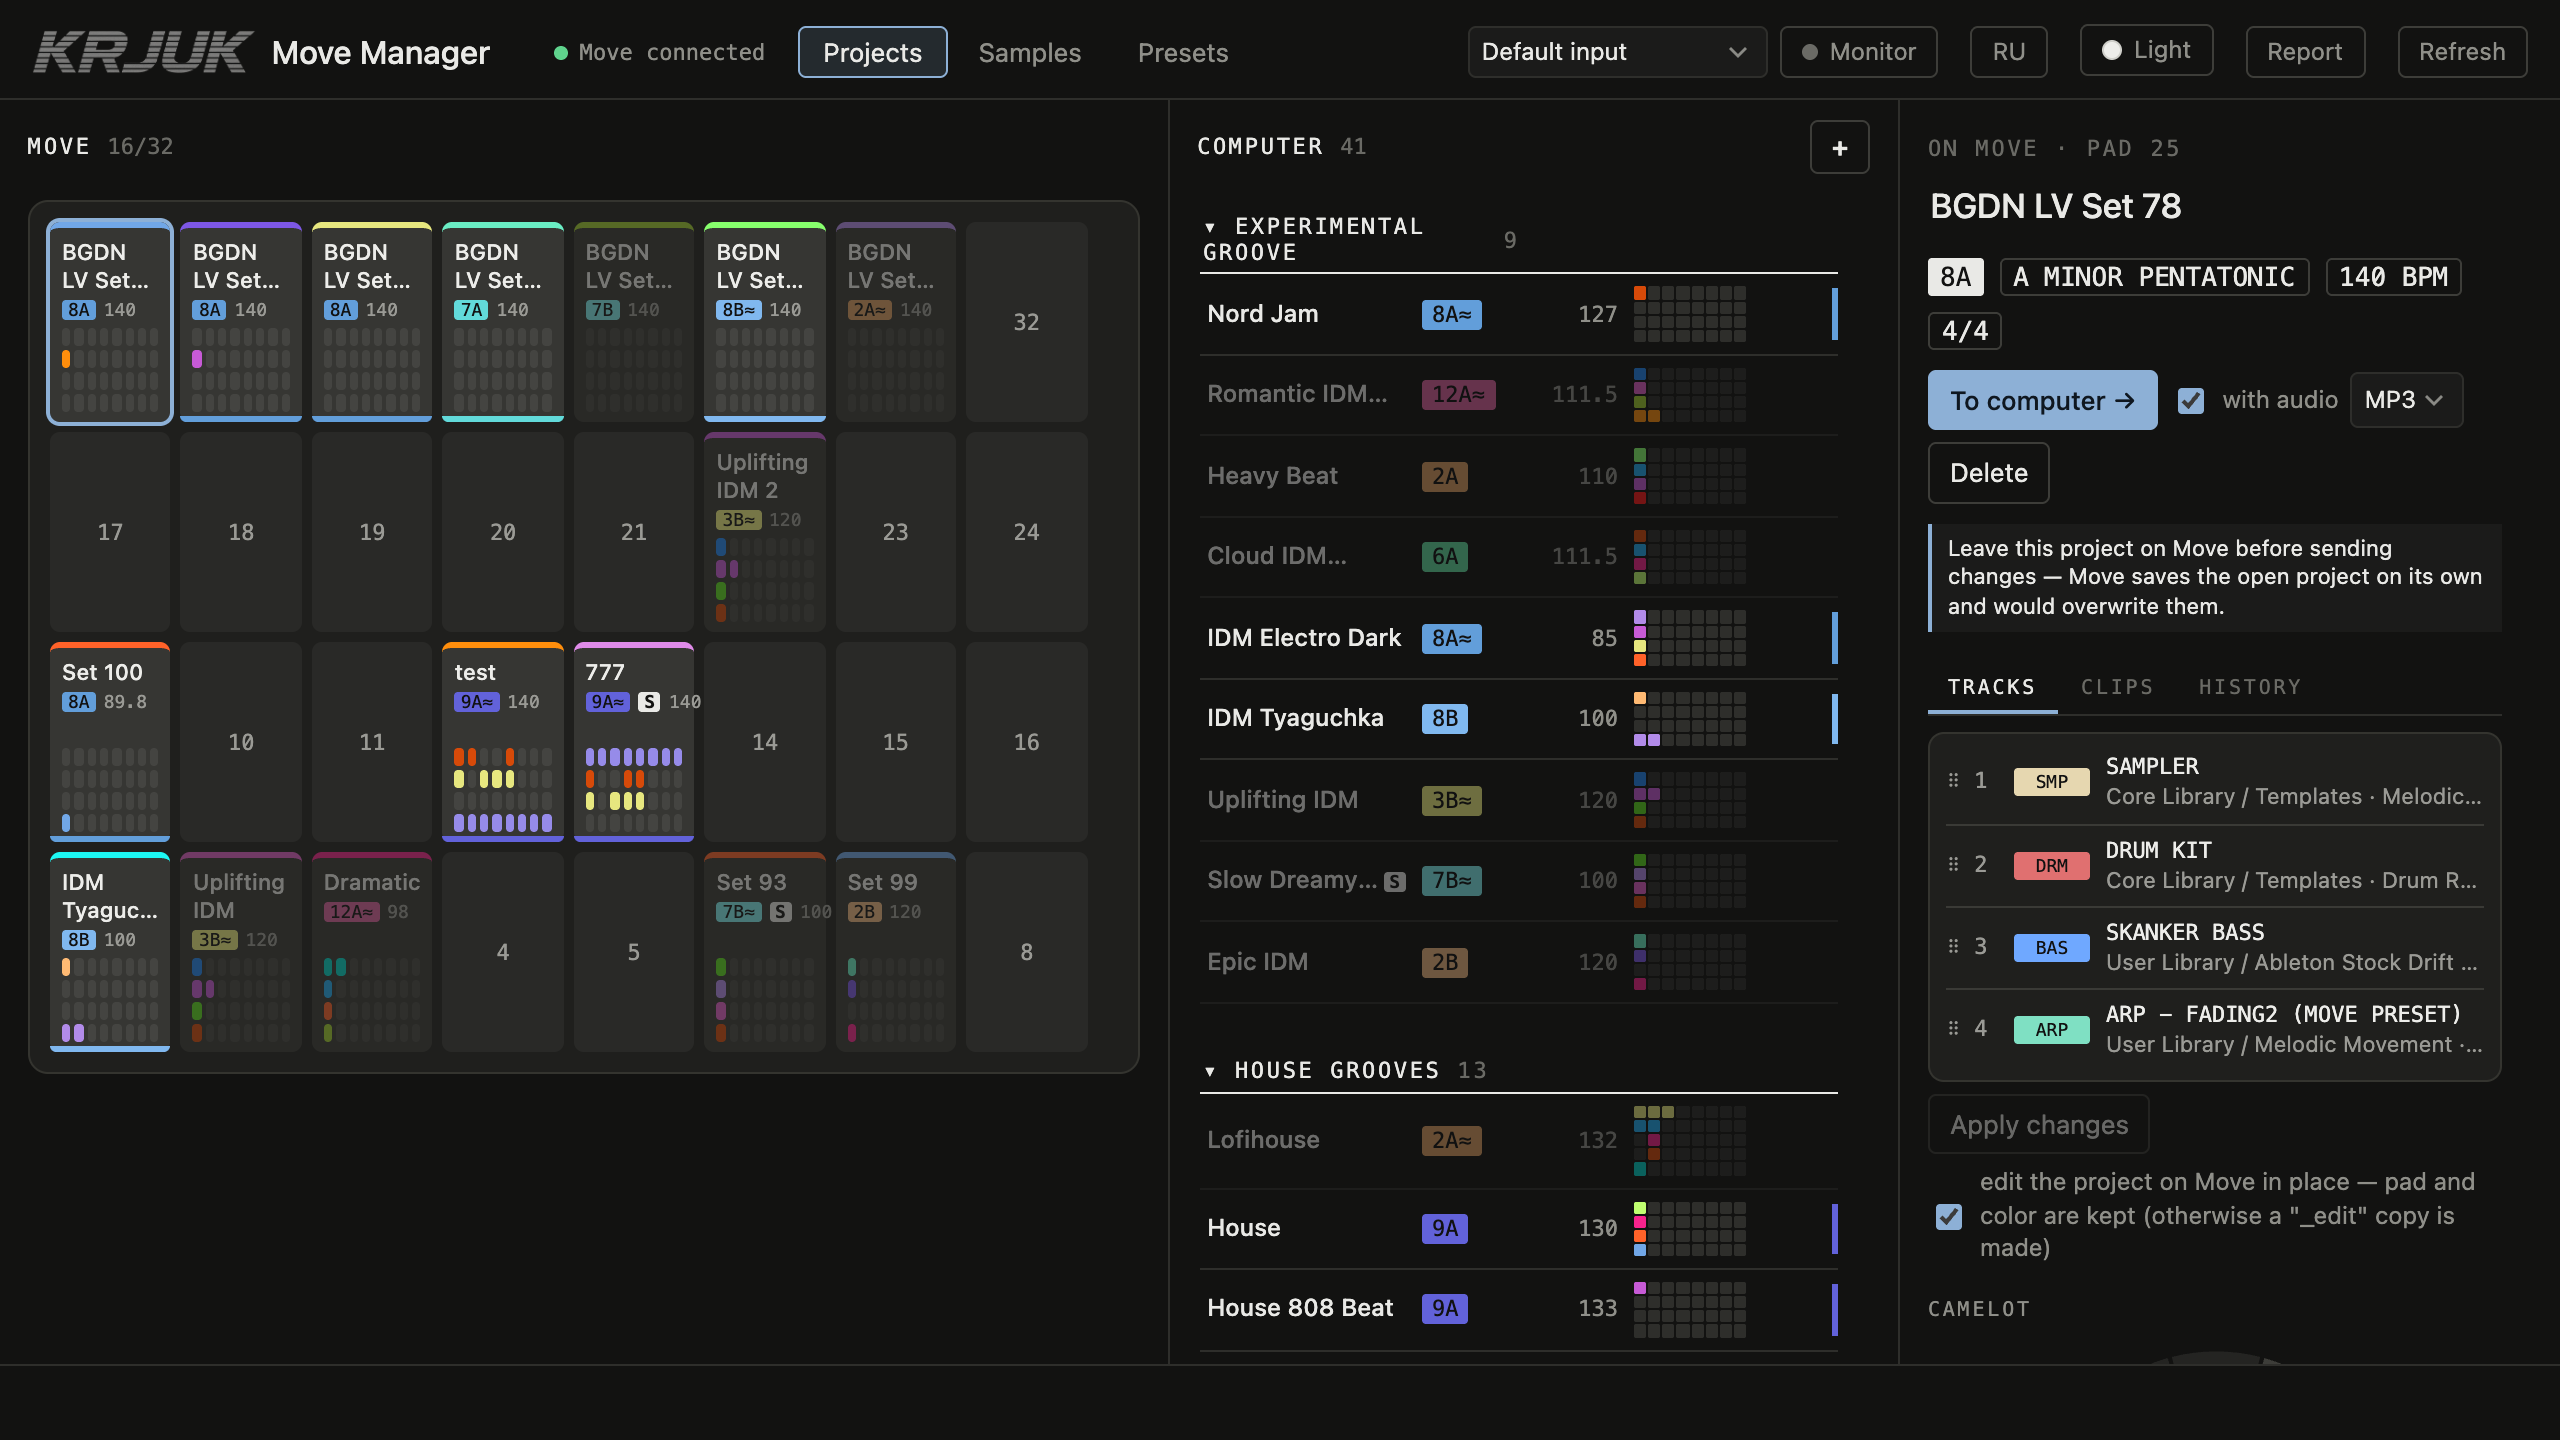 KRJUK Move Manager
Move connected
Projects
Samples
Presets
Default input
Monitor
RU
Light
Report
Refresh
MOVE 16/32
BGDN
LV Set...
8A 140
BGDN
LV Set...
8A 140
BGDN
LV Set...
8A 140
BGDN
LV Set...
7A 140
BGDN
LV Set...
7B 140
BGDN
LV Set...
8B≈ 140
BGDN
LV Set...
2A≈ 140
32
17
18
19
20
21
Uplifting
IDM 2
3B≈ 120
23
24
Set 100
8A 89.8
10
11
test
9A≈ 140
777
9A≈ S 140
14
15
16
IDM
Tyaguc...
8B 100
Uplifting
IDM
3B≈ 120
Dramatic
12A≈ 98
4
5
Set 93
7B≈ S 100
Set 99
2B 120
8
COMPUTER 41
+
▼ EXPERIMENTAL
GROOVE
9
Nord Jam 8A≈ 127
Romantic IDM... 12A≈ 111.5
Heavy Beat 2A 110
Cloud IDM... 6A 111.5
IDM Electro Dark 8A≈ 85
IDM Tyaguchka 8B 100
Uplifting IDM 3B≈ 120
Slow Dreamy... S 7B≈ 100
Epic IDM 2B 120
▼ HOUSE GROOVES 13
Lofihouse 2A≈ 132
House 9A 130
House 808 Beat 9A 133
ON MOVE · PAD 25
BGDN LV Set 78
8A A MINOR PENTATONIC 140 BPM
4/4
To computer → with audio MP3
Delete
Leave this project on Move before sending
changes — Move saves the open project on its own
and would overwrite them.
TRACKS CLIPS HISTORY
1 SMP SAMPLER
Core Library / Templates · Melodic...
2 DRM DRUM KIT
Core Library / Templates · Drum R...
3 BAS SKANKER BASS
User Library / Ableton Stock Drift ...
4 ARP ARP – FADING2 (MOVE PRESET)
User Library / Melodic Movement ·...
Apply changes
edit the project on Move in place — pad and
color are kept (otherwise a "_edit" copy is
made)
CAMELOT